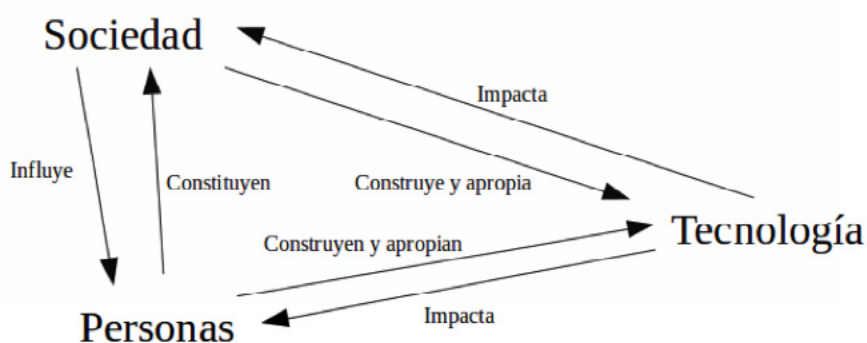 Sociedad
Impacta
Influye
Constituyen
Construye y apropia
Construyen y apropian
Tecnología
Impacta
Personas